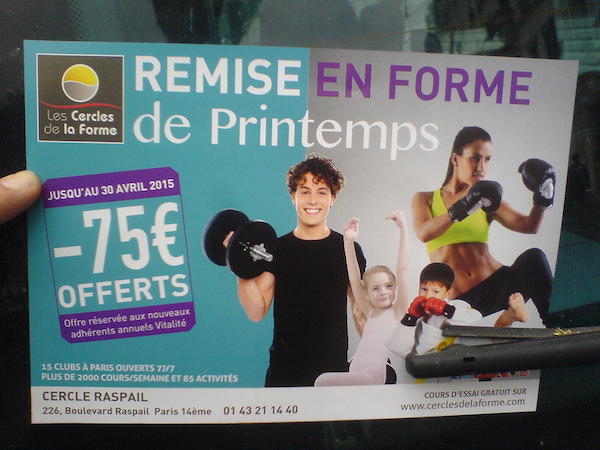 Les Cercles
de la Forme
REMISE EN FORME
de Printemps
JUSQU'AU 30 AVRIL 2015
-75€
OFFERTS
Offre réservée aux nouveaux
adhérents annuels Vitalité
15 CLUBS À PARIS OUVERTS 7J/7
PLUS DE 2000 COURS/SEMAINE ET 85 ACTIVITÉS
CERCLE RASPAIL
226, Boulevard Raspail Paris 14ème 01 43 21 14 40
COURS D'ESSAI GRATUIT SUR
www.cerclesdelaforme.com